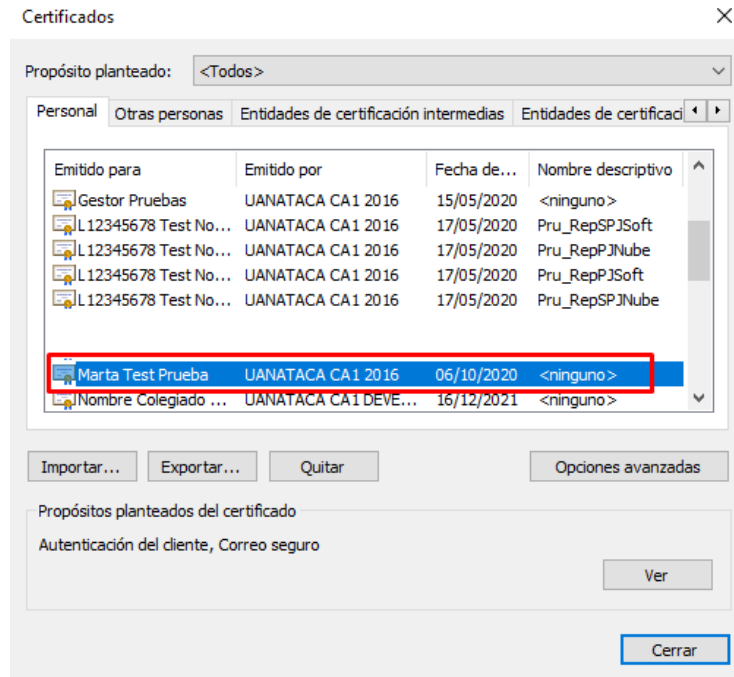 Certificados
Propósito planteado: <Todos>
Personal Otras personas Entidades de certificación intermedias Entidades de certificaci
Emitido para Emitido por Fecha de... Nombre descriptivo
Gestor Pruebas UANATACA CA1 2016 15/05/2020 <ninguno>
L12345678 Test No... UANATACA CA1 2016 17/05/2020 Pru_RepSPJSoft
L12345678 Test No... UANATACA CA1 2016 17/05/2020 Pru_RepPJNube
L12345678 Test No... UANATACA CA1 2016 17/05/2020 Pru_RepPJSoft
L12345678 Test No... UANATACA CA1 2016 17/05/2020 Pru_RepSPJNube
Marta Test Prueba UANATACA CA1 2016 06/10/2020 <ninguno>
Nombre Colegiado ... UANATACA CA1 DEVE... 16/12/2021 <ninguno>
Importar... Exportar... Quitar Opciones avanzadas
Propósitos planteados del certificado
Autenticación del cliente, Correo seguro
Ver
Cerrar